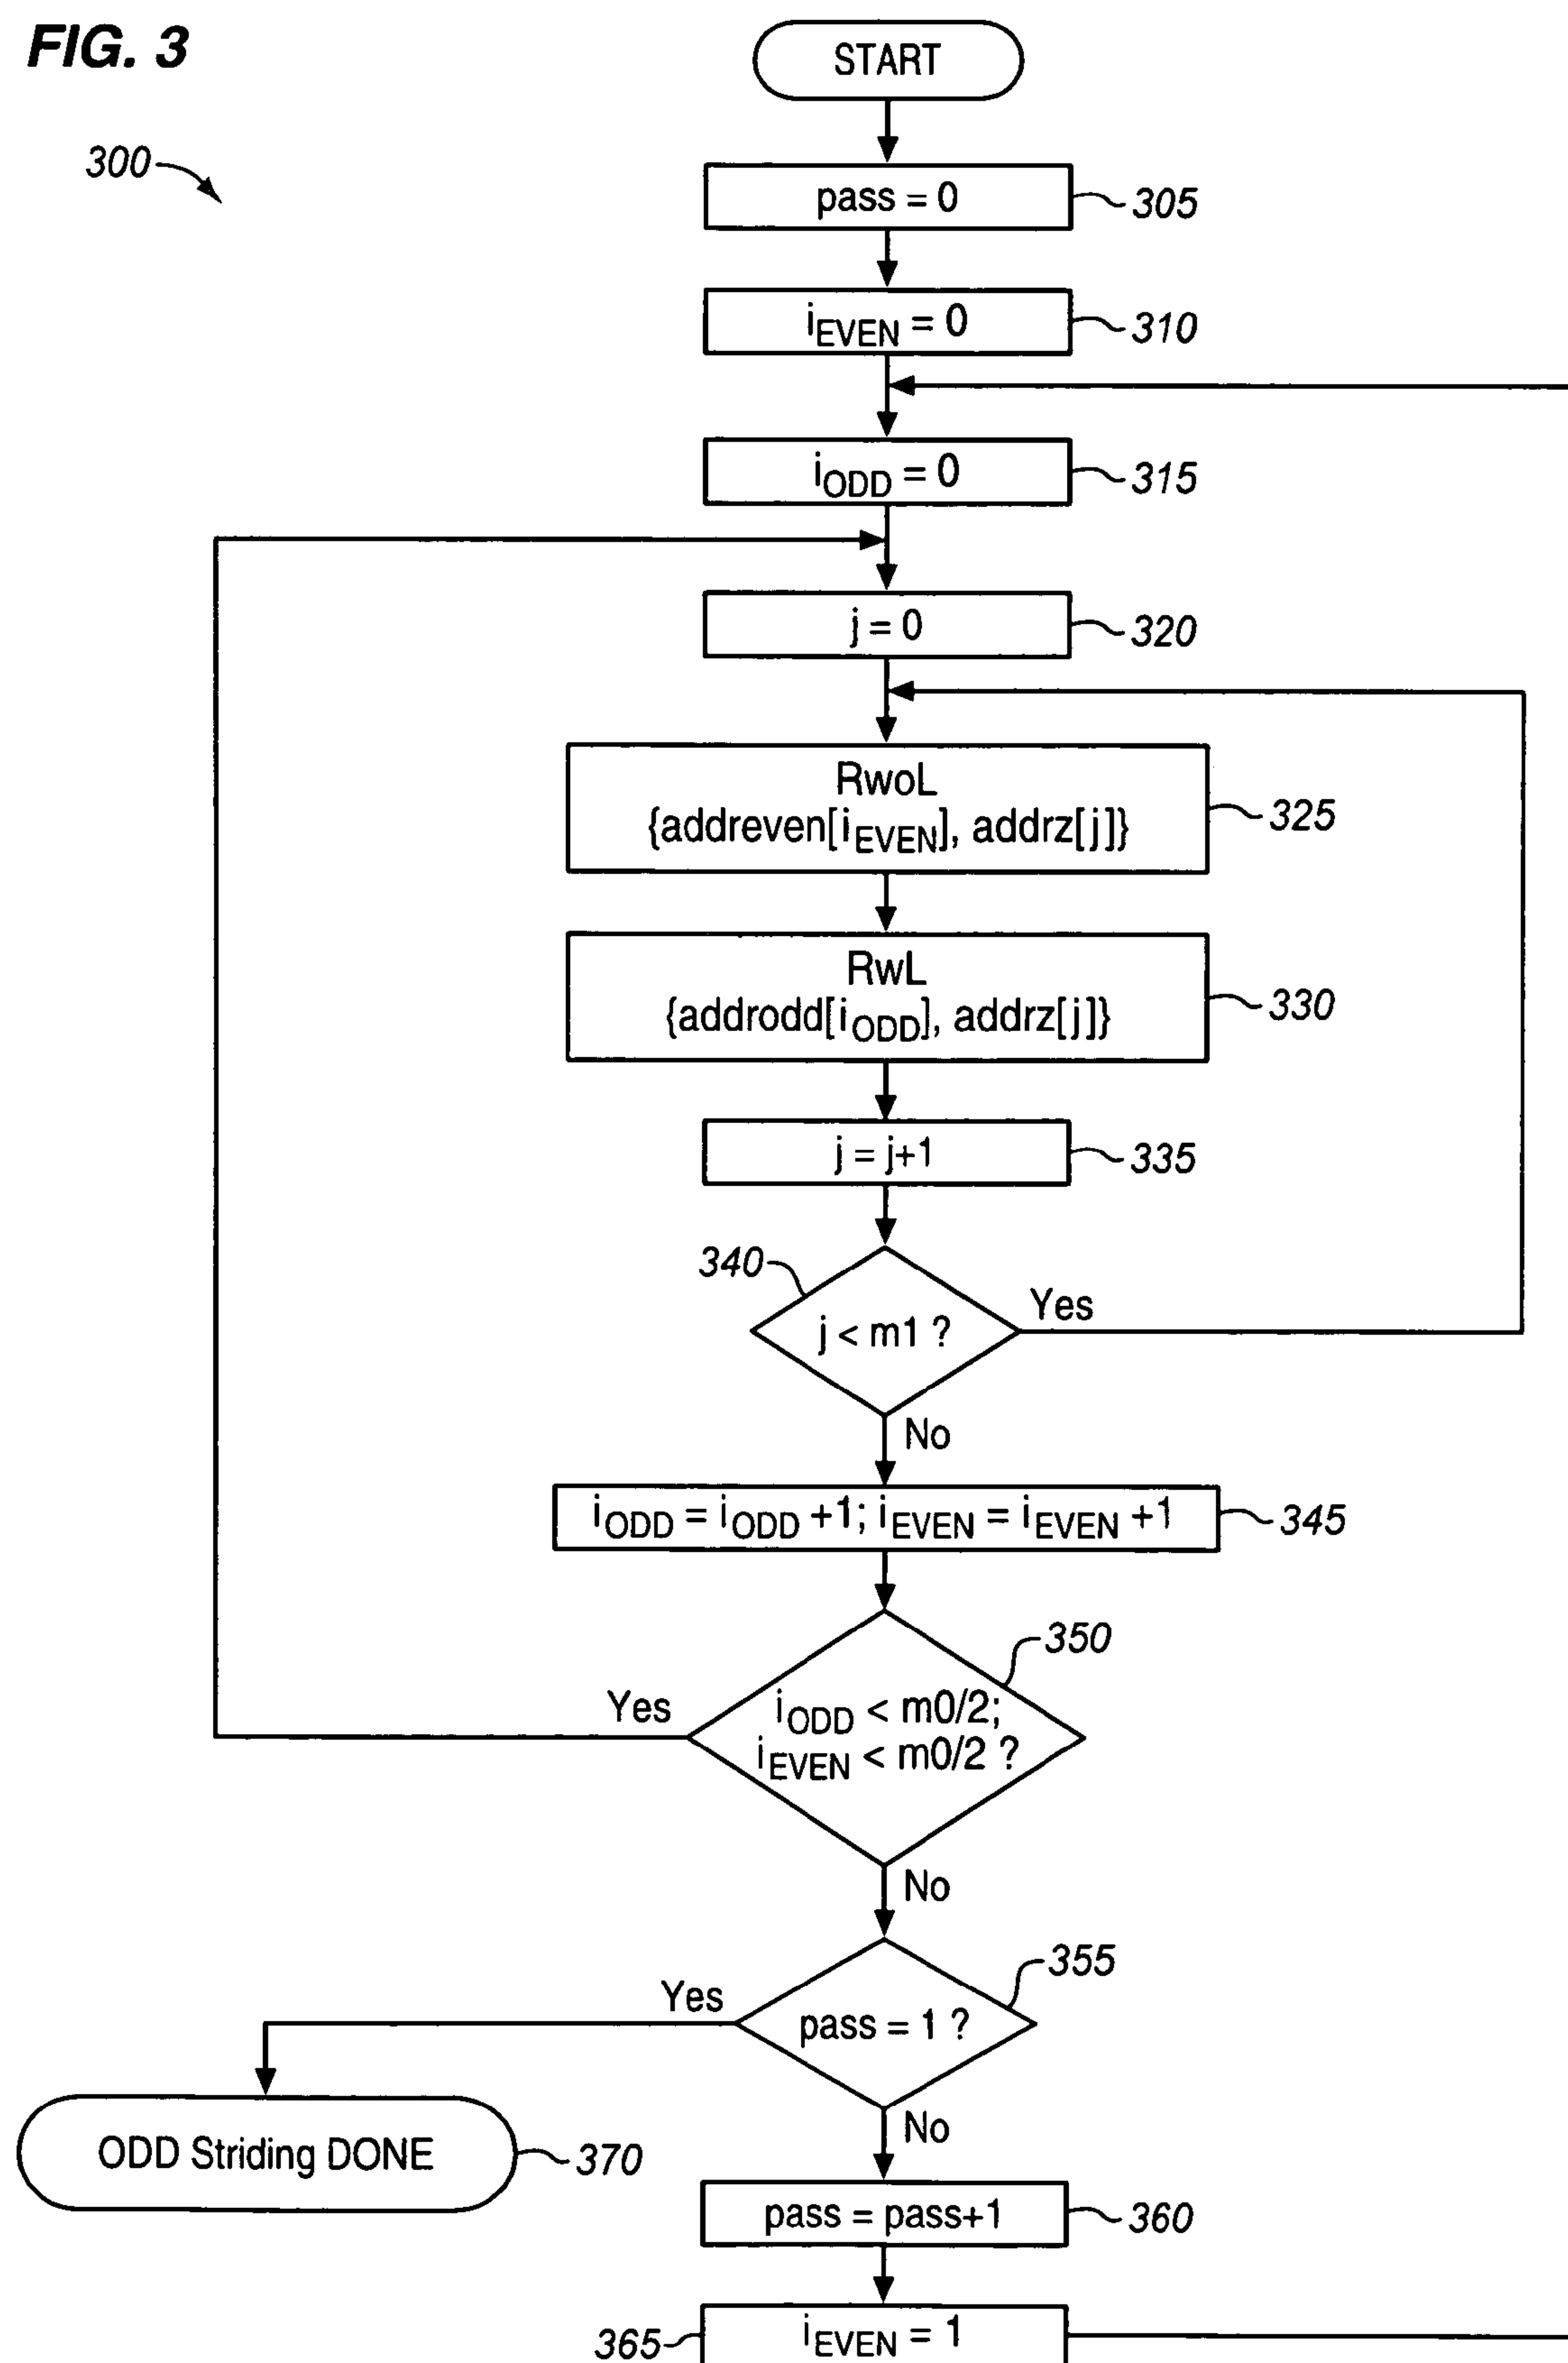 FIG. 3
START
300
pass = 0
305
iEVEN = 0
310
iODD = 0
315
j = 0
320
RwoL
{addreven[iEVEN], addrz[j]}
325
RwL
{addrodd[iODD], addrz[j]}
330
j = j+1
335
340
j < m1 ?
Yes
No
iODD = iODD +1; iEVEN = iEVEN +1
345
350
Yes
iODD < m0/2;
iEVEN < m0/2 ?
No
355
Yes
pass = 1 ?
No
ODD Striding DONE
370
pass = pass+1
360
iEVEN = 1
365